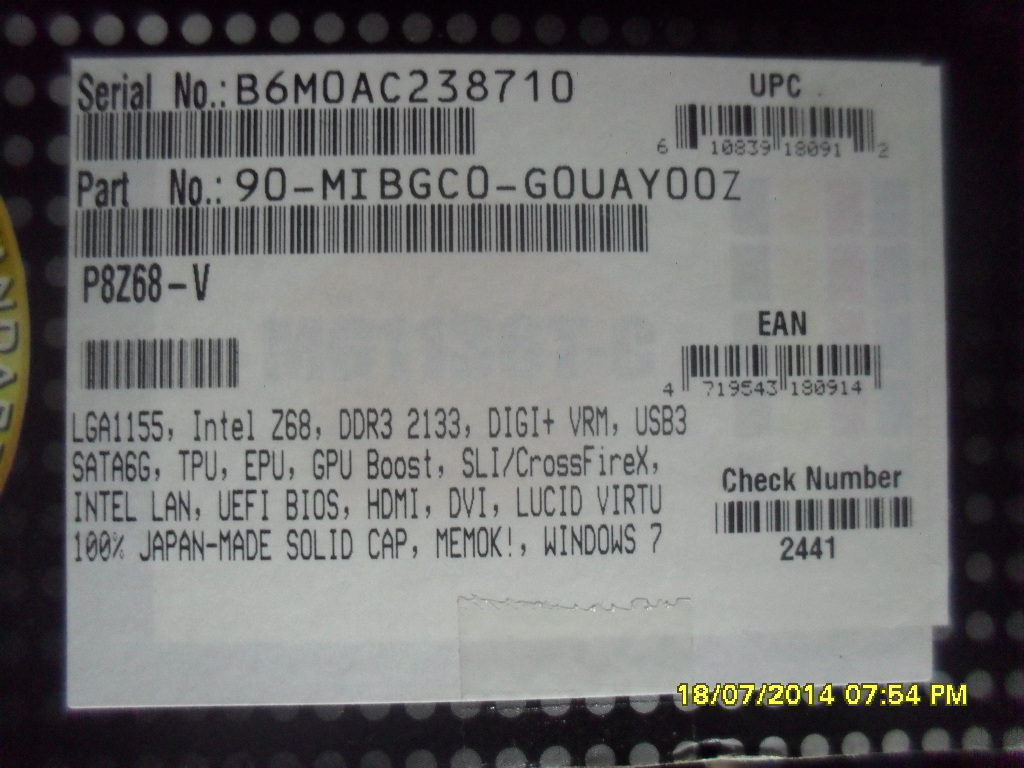 Serial No.: B6M0AC238710
UPC
6 10839 18091 2
Part No.: 90-MIBGC0-G0UAY00Z
P8Z68-V
EAN
4 719543 180914
LGA1155, Intel Z68, DDR3 2133, DIGI+ VRM, USB3
SATA6G, TPU, EPU, GPU Boost, SLI/CrossFireX,
INTEL LAN, UEFI BIOS, HDMI, DVI, LUCID VIRTU
100% JAPAN-MADE SOLID CAP, MEMOK!, WINDOWS 7
Check Number
2441
18/07/2014 07:54 PM